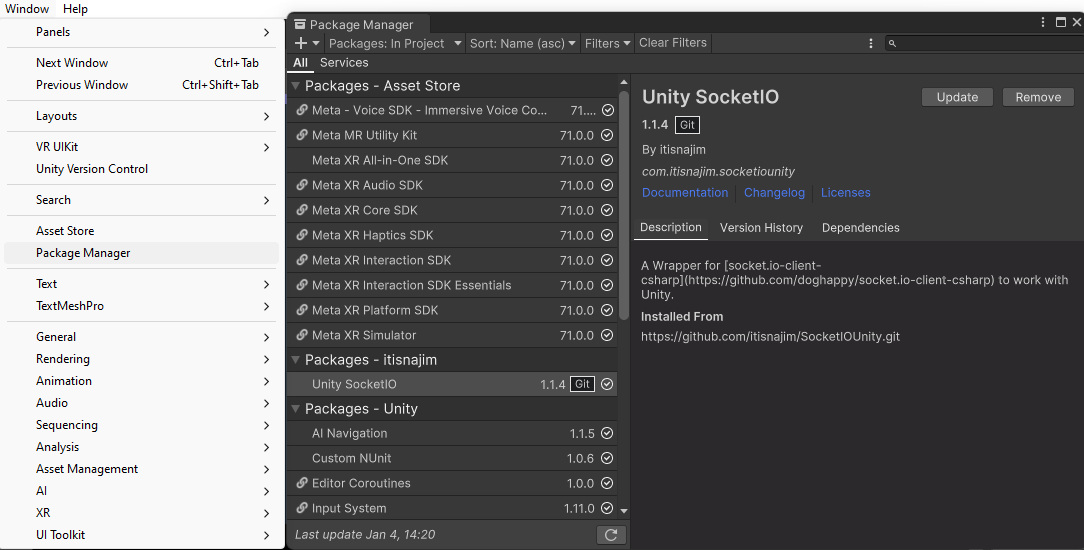 Window Help
Panels
Next Window Ctrl+Tab
Previous Window Ctrl+Shift+Tab
Layouts
VR UIKit
Unity Version Control
Search
Asset Store
Package Manager
Text
TextMeshPro
General
Rendering
Animation
Audio
Sequencing
Analysis
Asset Management
AI
XR
UI Toolkit
Package Manager
Packages: In Project Sort: Name (asc) Filters Clear Filters
All Services
Packages - Asset Store
Meta - Voice SDK - Immersive Voice Co... 71....
Meta MR Utility Kit 71.0.0
Meta XR All-in-One SDK 71.0.0
Meta XR Audio SDK 71.0.0
Meta XR Core SDK 71.0.0
Meta XR Haptics SDK 71.0.0
Meta XR Interaction SDK 71.0.0
Meta XR Interaction SDK Essentials 71.0.0
Meta XR Platform SDK 71.0.0
Meta XR Simulator 71.0.0
Packages - itisnajim
Unity SocketIO 1.1.4 Git
Packages - Unity
AI Navigation 1.1.5
Custom NUnit 1.0.6
Editor Coroutines 1.0.0
Input System 1.11.0
Last update Jan 4, 14:20
Unity SocketIO Update Remove
1.1.4 Git
By itisnajim
com.itisnajim.socketiounity
Documentation Changelog Licenses
Description Version History Dependencies
A Wrapper for [socket.io-client-
csharp](https://github.com/doghappy/socket.io-client-csharp) to work with
Unity.
Installed From
https://github.com/itisnajim/SocketIOUnity.git